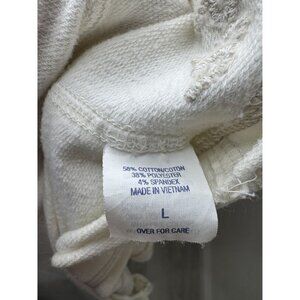 58% COTTON/COTON
38% POLYESTER
4% SPANDEX
MADE IN VIETNAM
L
OVER FOR CARE